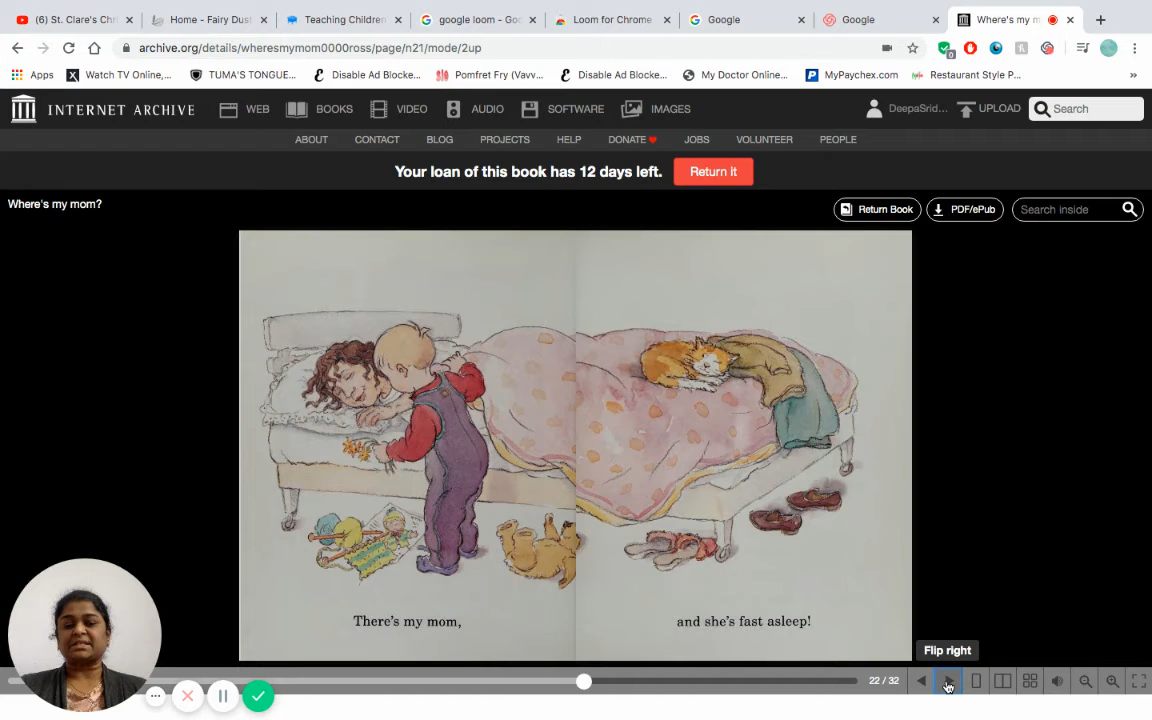 (6) St. Clare's Chri
Home - Fairy Dust
Teaching Children
google loom - Goo
Loom for Chrome
Google
Google
Where's my m
archive.org/details/wheresmymom0000ross/page/n21/mode/2up
Apps
Watch TV Online,...
TUMA'S TONGUE...
Disable Ad Blocke...
Pomfret Fry (Vavv...
Disable Ad Blocke...
My Doctor Online...
MyPaychex.com
Restaurant Style P...
»
INTERNET ARCHIVE
WEB
BOOKS
VIDEO
AUDIO
SOFTWARE
IMAGES
DeepaSrid...
UPLOAD
Search
ABOUT
CONTACT
BLOG
PROJECTS
HELP
DONATE
JOBS
VOLUNTEER
PEOPLE
Your loan of this book has 12 days left.
Return it
Where's my mom?
Return Book
PDF/ePub
Search inside
There's my mom,
and she's fast asleep!
Flip right
22 / 32